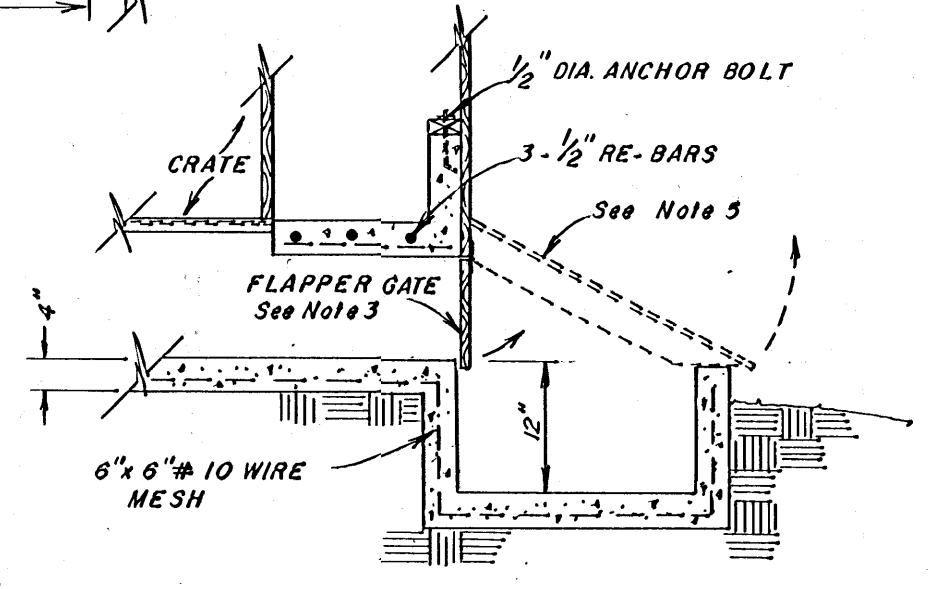 1/2" DIA. ANCHOR BOLT
CRATE
3 - 1/2" RE-BARS
See Note 5
FLAPPER GATE
See Note 3
4"
12"
6"x 6"# 10 WIRE
MESH